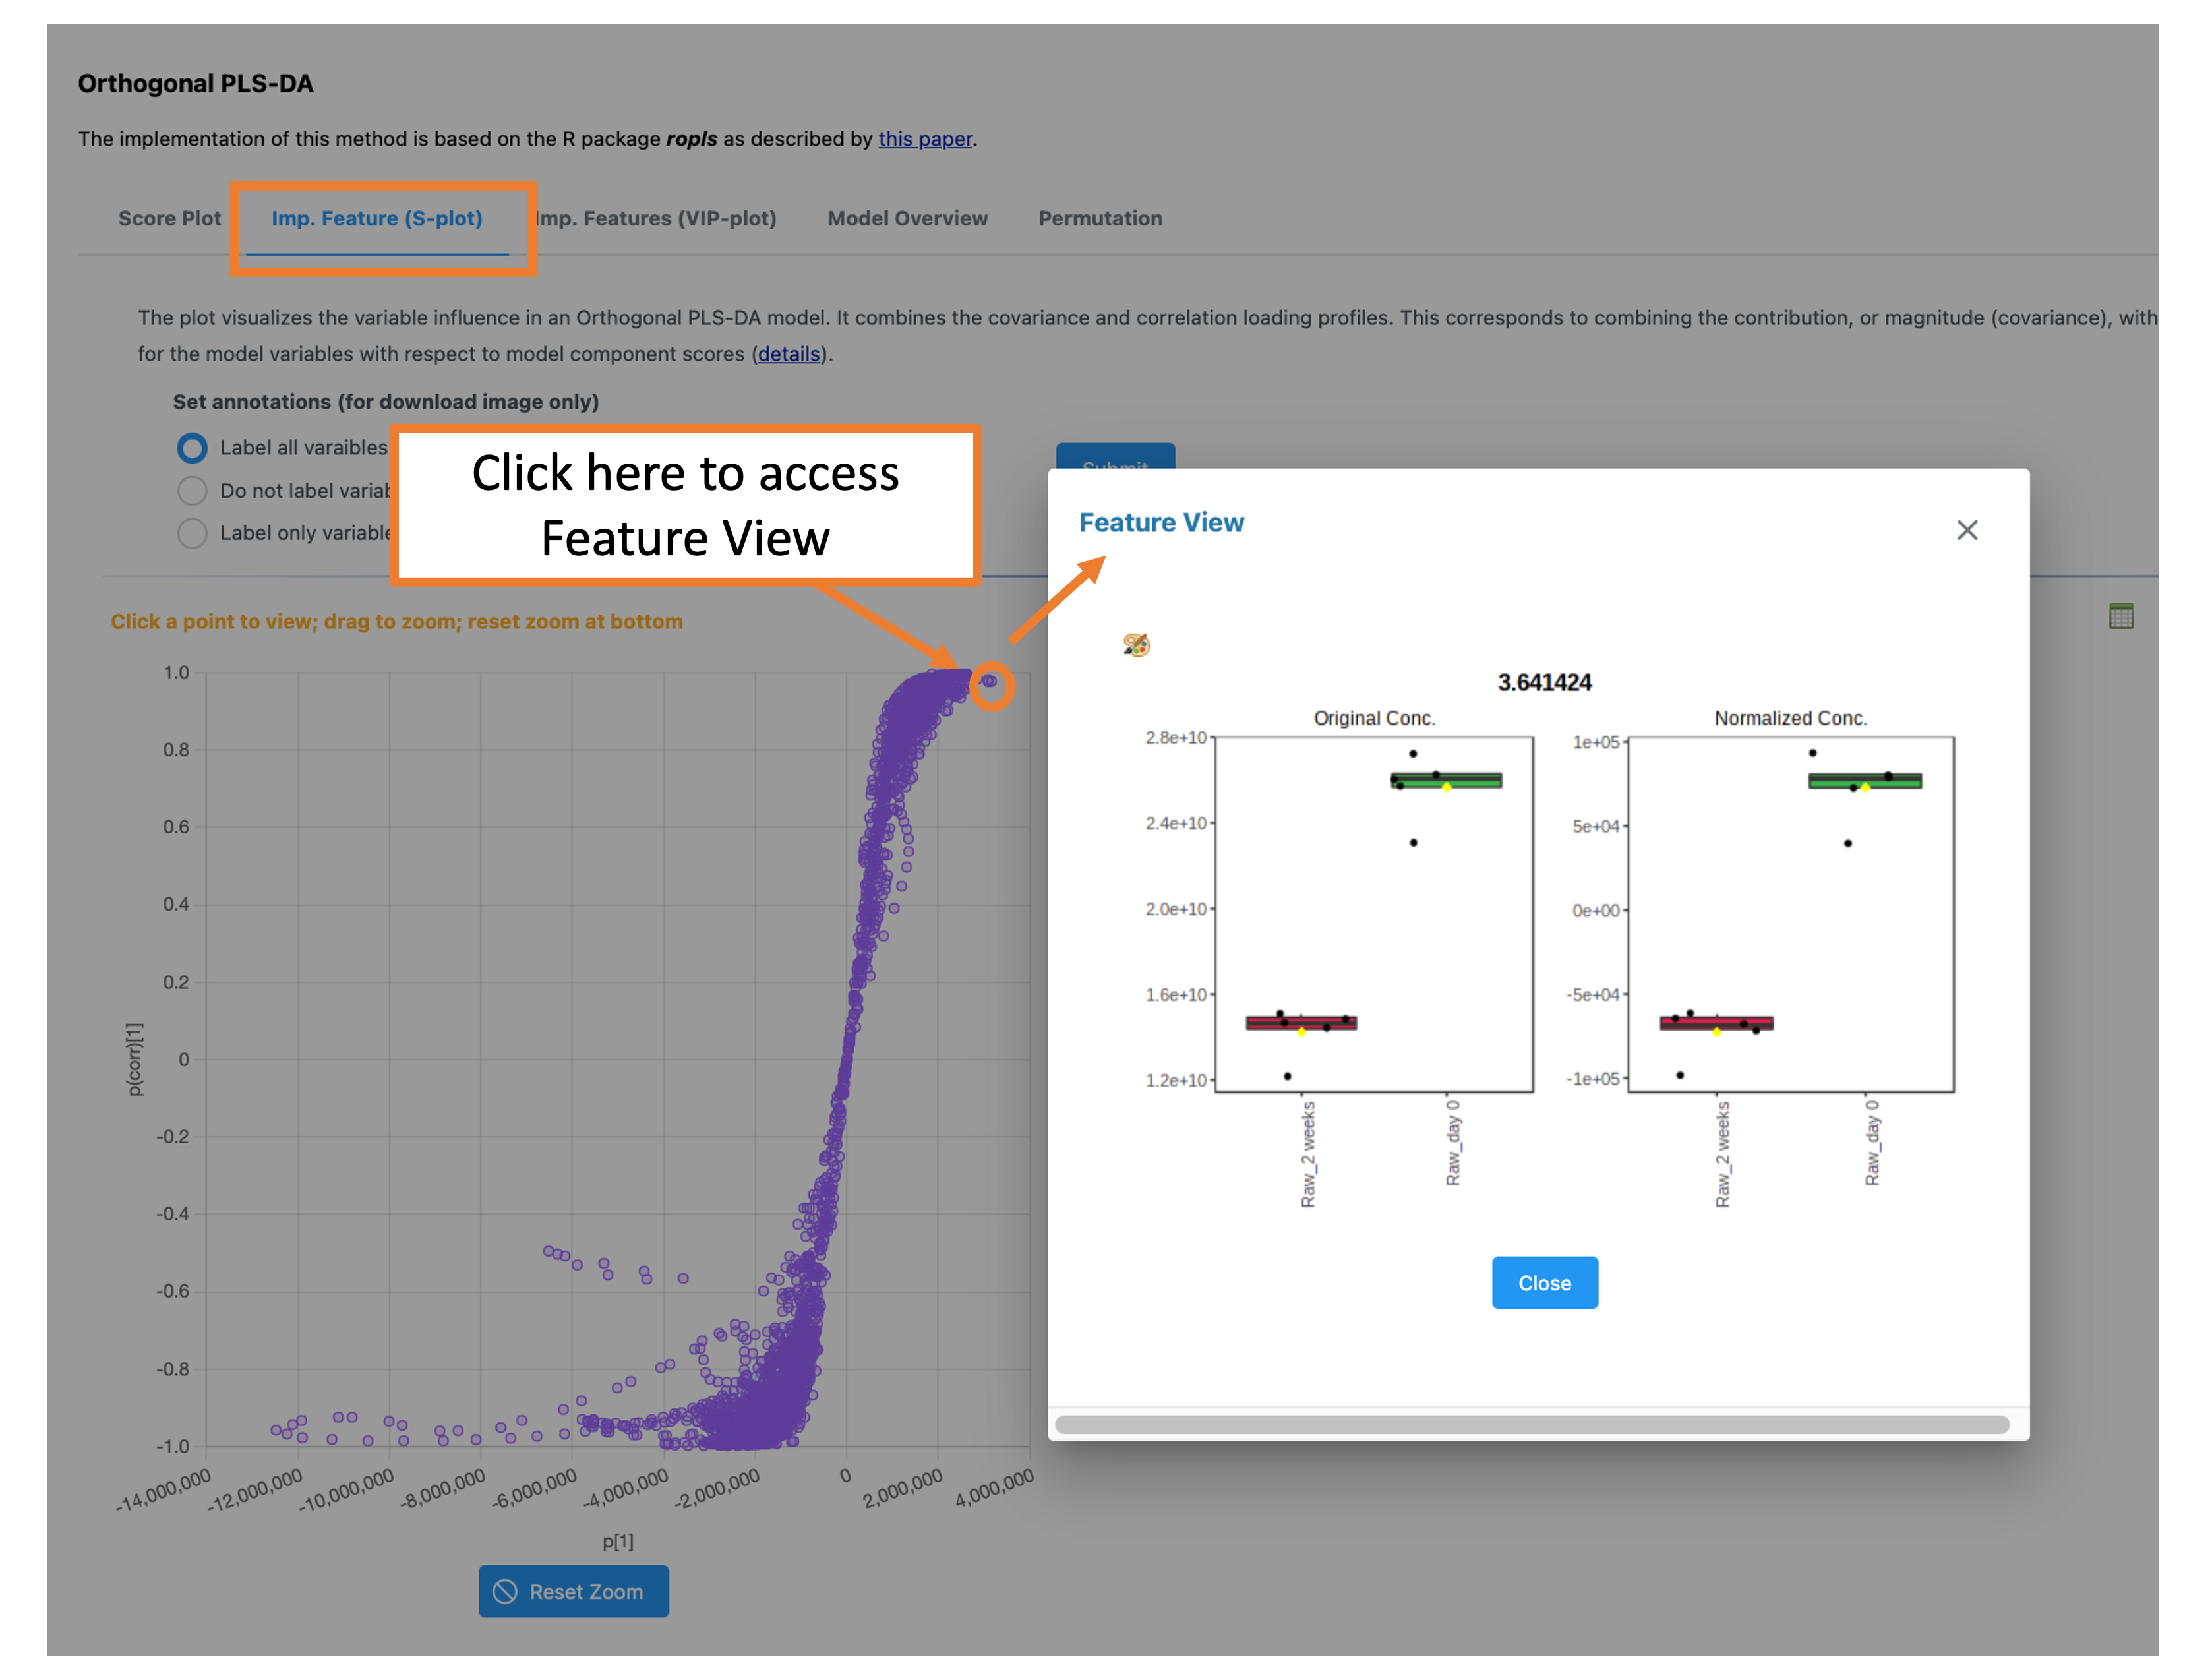 Orthogonal PLS-DA
The implementation of this method is based on the R package ropls as described by this paper.
Score Plot
Imp. Feature (S-plot)
Imp. Features (VIP-plot)
Model Overview
Permutation
The plot visualizes the variable influence in an Orthogonal PLS-DA model. It combines the covariance and correlation loading profiles. This corresponds to combining the contribution, or magnitude (covariance), with
for the model variables with respect to model component scores (details).
Set annotations (for download image only)
Label all varaibles
Do not label
Label only
Submit
Click here to access
Feature View
Click a point to view; drag to zoom; reset zoom at bottom
1.0
0.8
0.6
0.4
0.2
0
-0.2
-0.4
-0.6
-0.8
-1.0
p(corr)[1]
-14,000,000
-12,000,000
-10,000,000
-8,000,000
-6,000,000
-4,000,000
-2,000,000
0
2,000,000
4,000,000
p[1]
Reset Zoom
Feature View
3.641424
Original Conc.
2.8e+10
2.4e+10
2.0e+10
1.6e+10
1.2e+10
Raw_2 weeks
Raw_day 0
Normalized Conc.
1e+05
5e+04
0e+00
-5e+04
-1e+05
Raw_2 weeks
Raw_day 0
Close